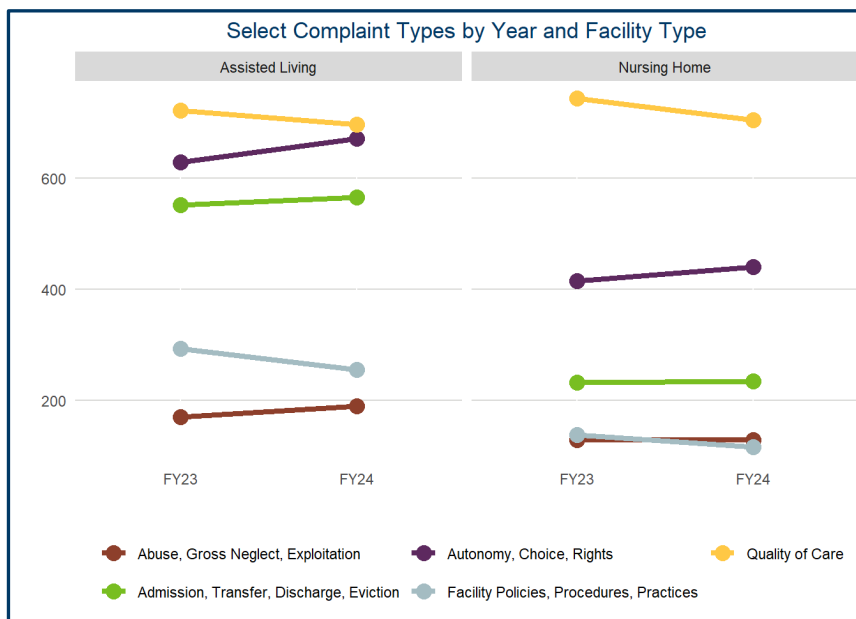 Select Complaint Types by Year and Facility Type
Assisted Living
Nursing Home
600
400
200
FY23
FY24
FY23
FY24
Abuse, Gross Neglect, Exploitation
Autonomy, Choice, Rights
Quality of Care
Admission, Transfer, Discharge, Eviction
Facility Policies, Procedures, Practices